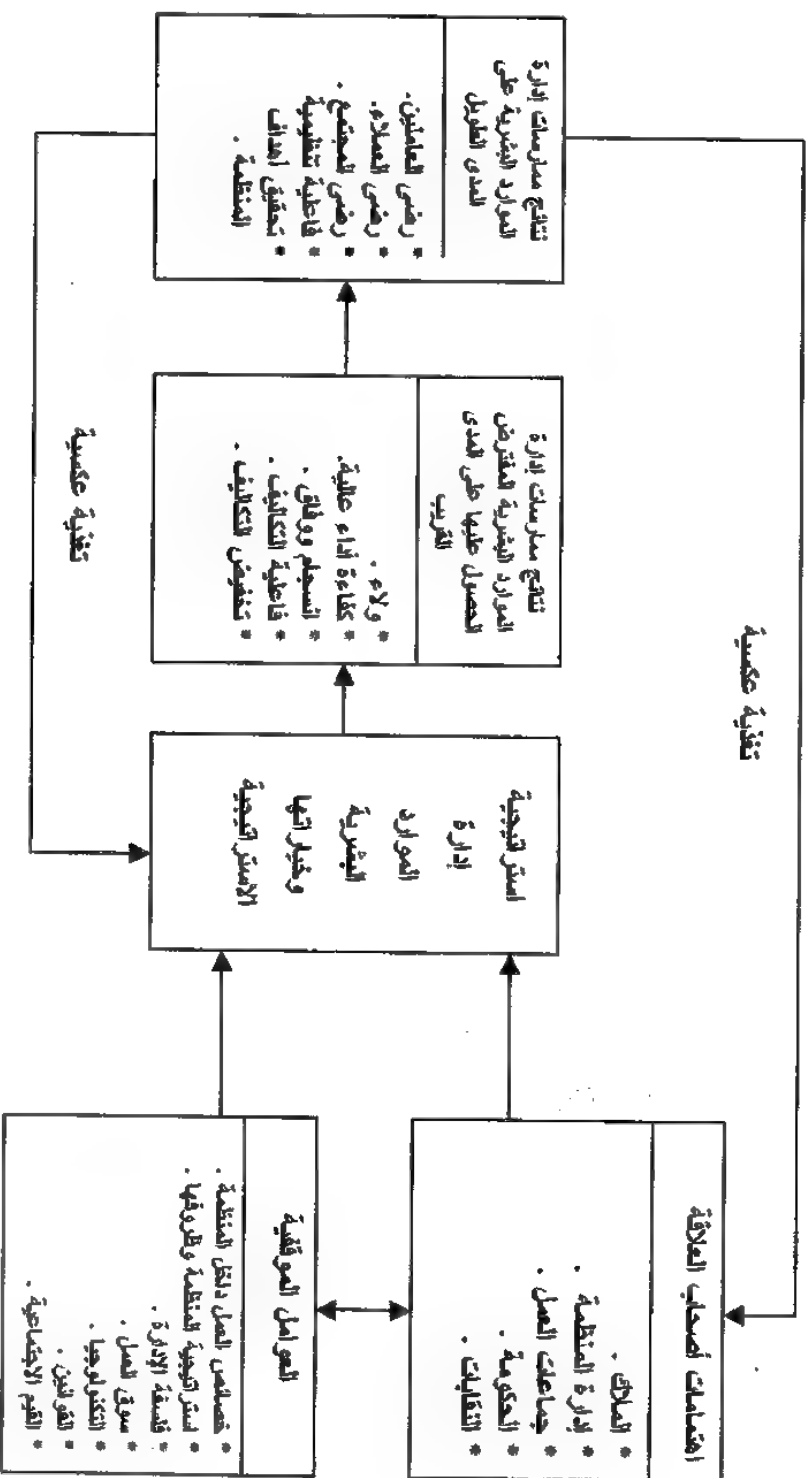 اهتمامات أصحاب العلاقة
* الملاك .
* إدارة المنظمة .
* جماعات العمل .
* الحكومة .
* النقابات .
العوامل الموقفية
* خصائص العمل داخل المنظمة .
* استراتيجية المنظمة وظروفها .
* فلسفة الإدارة .
* سوق العمل .
* التكنولوجيا .
* القوانين .
* القيم الاجتماعية .
استراتيجية
إدارة
الموارد
البشرية
وخياراتها
الاستراتيجية
نتائج ممارسات إدارة
الموارد البشرية المفترض
الحصول عليها على المدى
القريب
* ولاء .
* كفاءة أداء عالية.
* انسجام ووفاق .
* فاعلية التكاليف .
* تخفيض التكاليف .
نتائج ممارسات إدارة
الموارد البشرية على
المدى الطويل
* رضى العاملين.
* رضى العملاء.
* رضى المجتمع .
* فاعلية تنظيمية
* تحقيق أهداف
المنظمة .
تغذية عكسية
تغذية عكسية